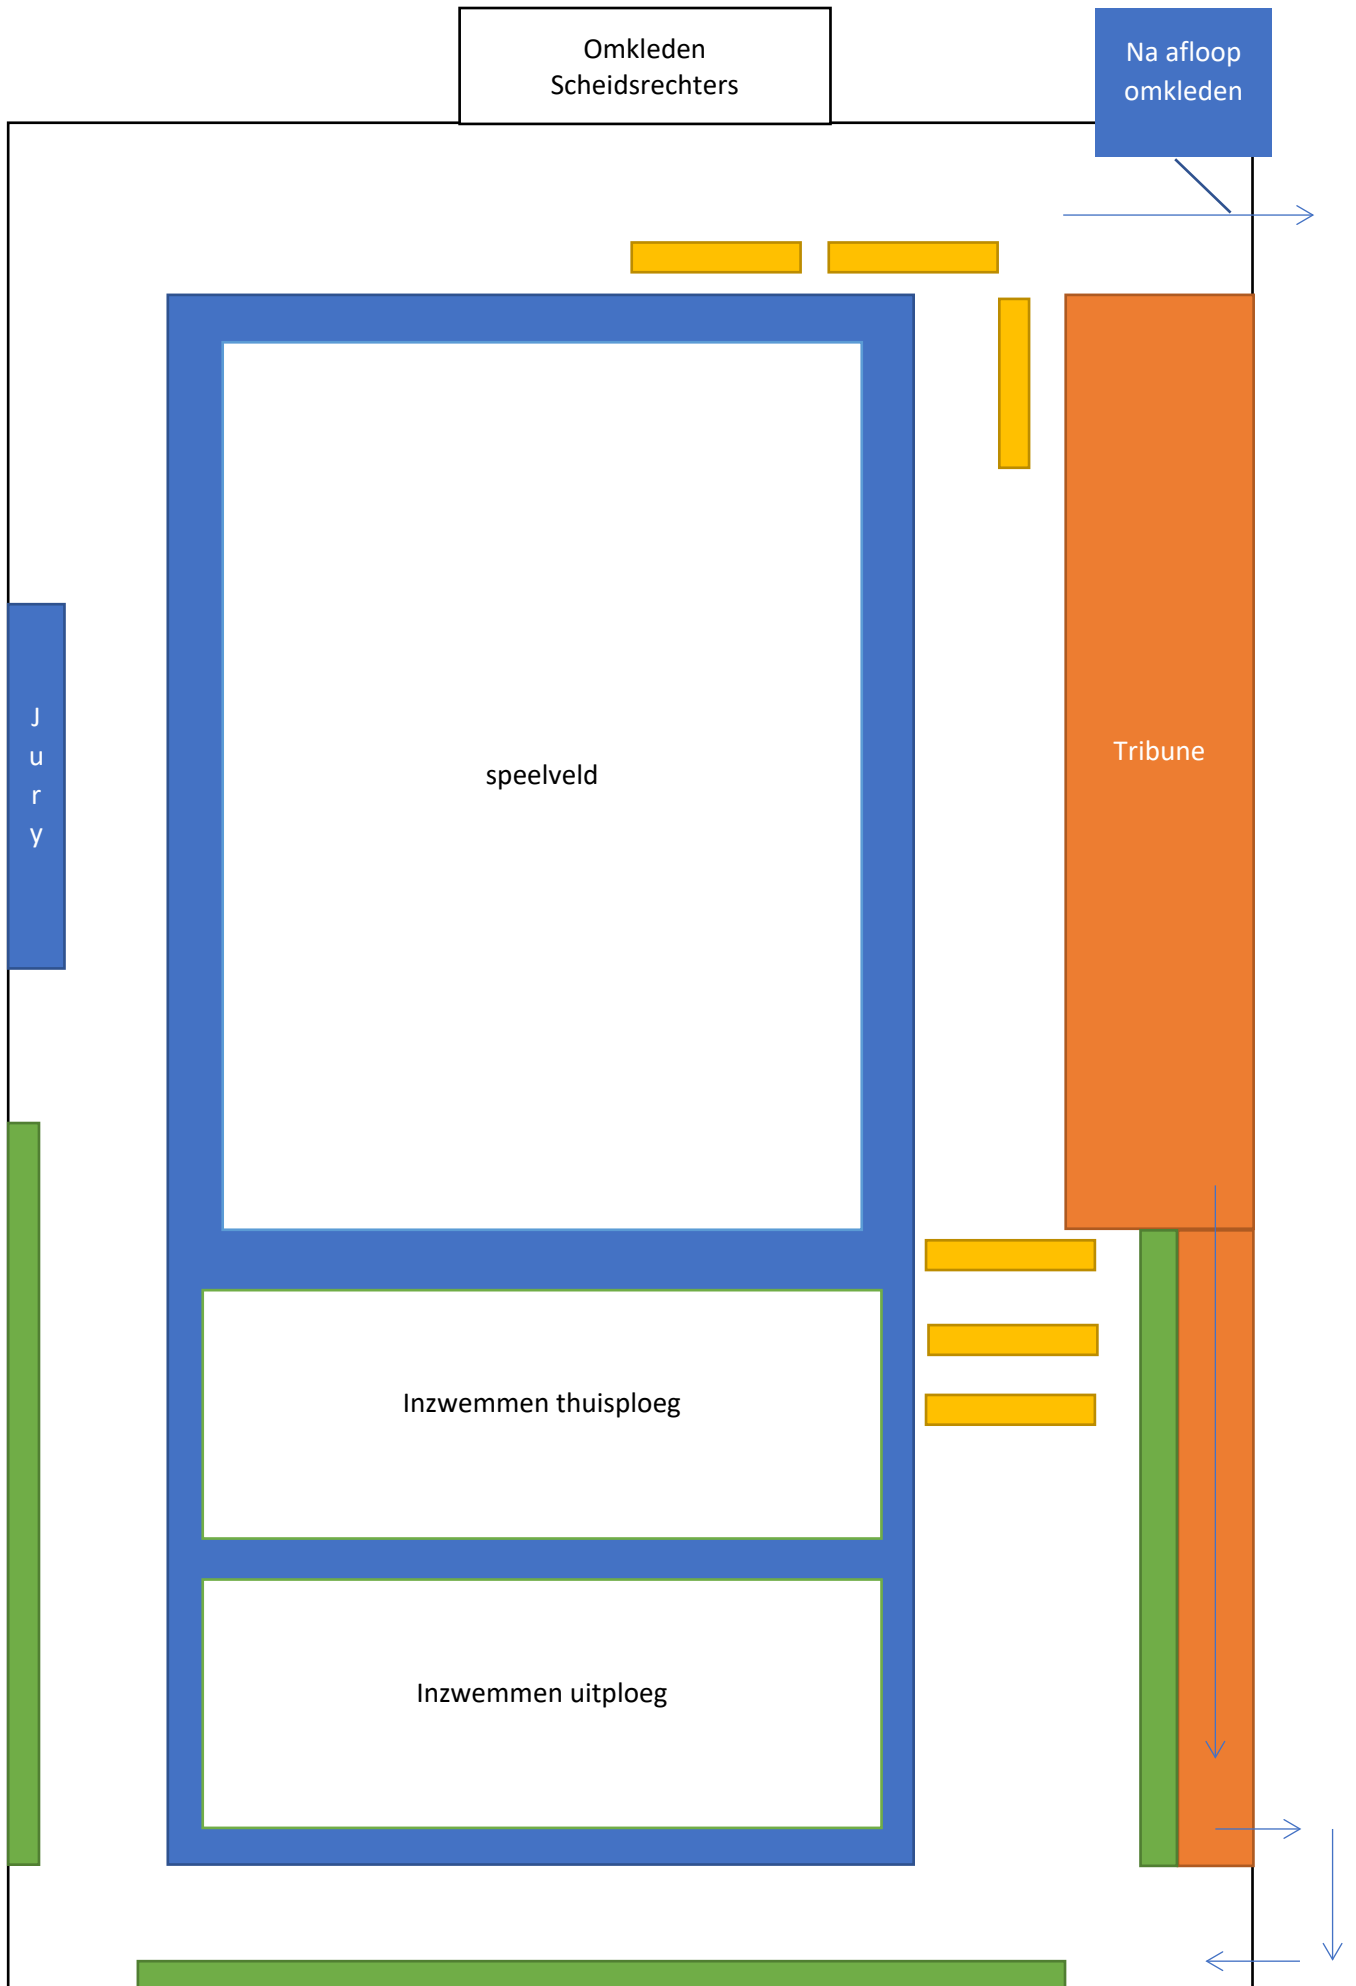 Omkleden
Scheidsrechters
Na afloop
omkleden
J
u
r
y
speelveld
Tribune
Inzwemmen thuisploeg
Inzwemmen uitploeg